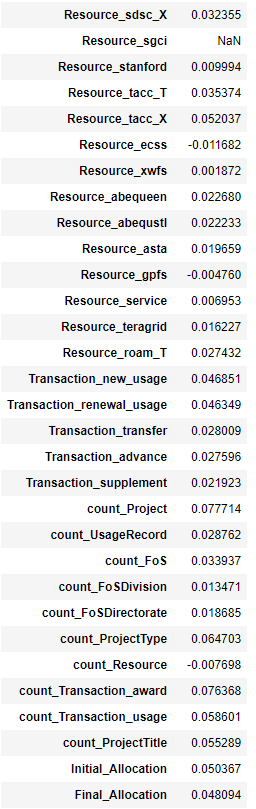 Resource_sdsc_X 0.032355
Resource_sgci NaN
Resource_stanford 0.009994
Resource_tacc_T 0.035374
Resource_tacc_X 0.052037
Resource_ecss -0.011682
Resource_xwfs 0.001872
Resource_abequeen 0.022680
Resource_abequstl 0.022233
Resource_asta 0.019659
Resource_gpfs -0.004760
Resource_service 0.006953
Resource_teragrid 0.016227
Resource_roam_T 0.027432
Transaction_new_usage 0.046851
Transaction_renewal_usage 0.046349
Transaction_transfer 0.028009
Transaction_advance 0.027596
Transaction_supplement 0.021923
count_Project 0.077714
count_UsageRecord 0.028762
count_FoS 0.033937
count_FoSDivision 0.013471
count_FoSDirectorate 0.018685
count_ProjectType 0.064703
count_Resource -0.007698
count_Transaction_award 0.076368
count_Transaction_usage 0.058601
count_ProjectTitle 0.055289
Initial_Allocation 0.050367
Final_Allocation 0.048094